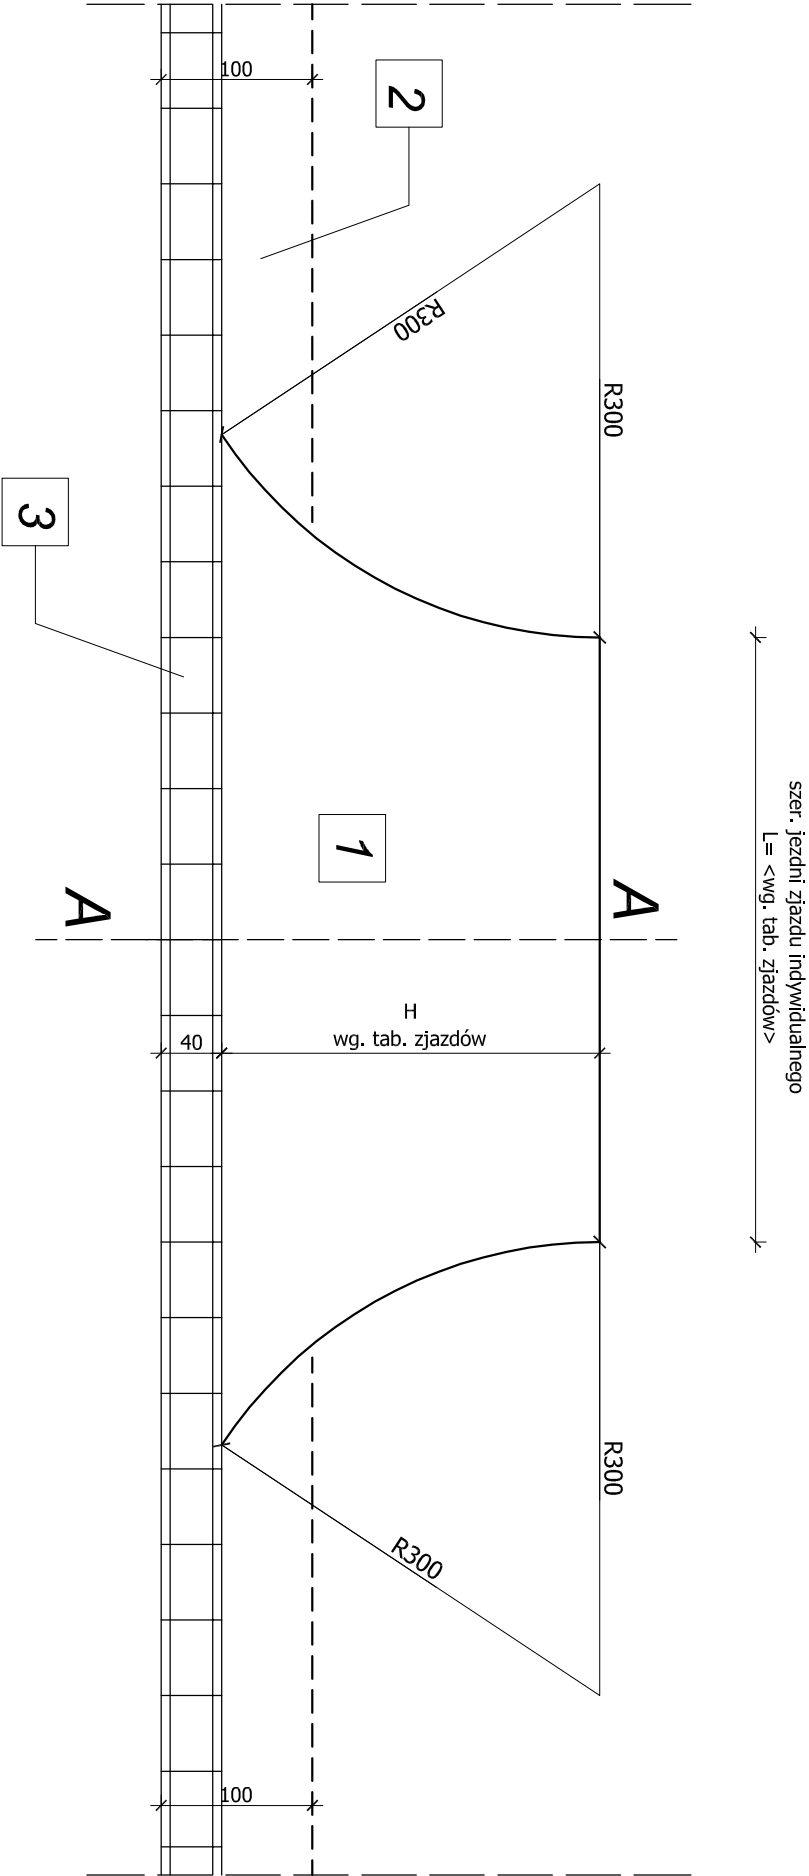 100
2
R300
R300
3
szer. jezdni zjazdu indywidualnego
L= <wg. tab. zjazdów>
1
A
A
H
wg. tab. zjazdów
40
R300
R300
100